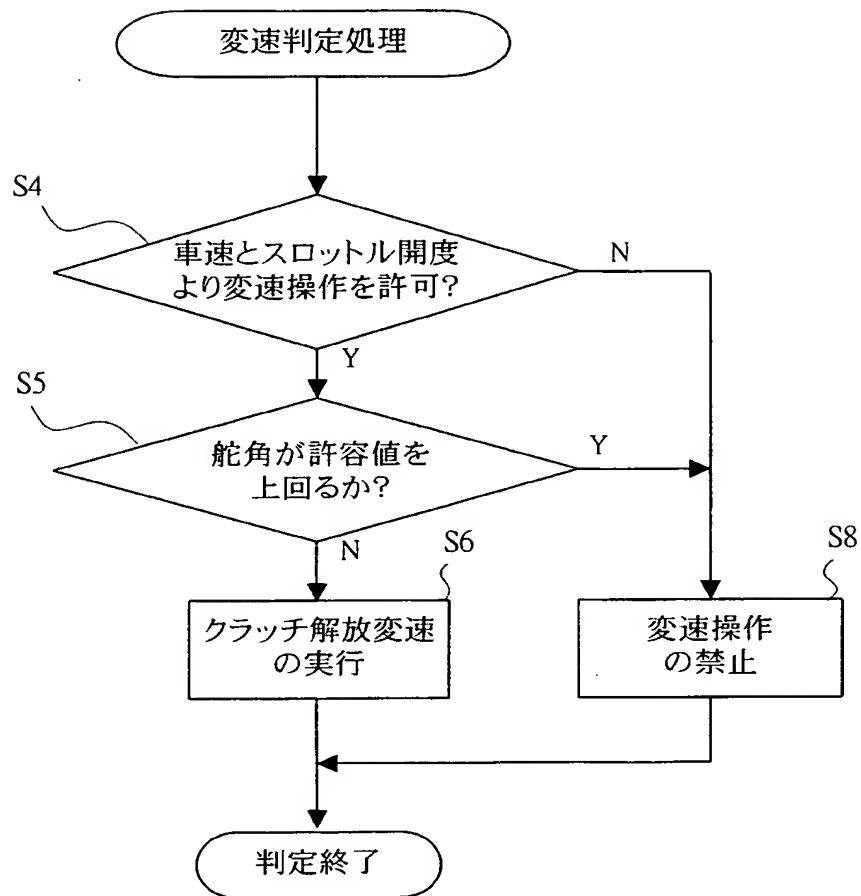 変速判定処理
S4
車速とスロットル開度
より変速操作を許可?
N
Y
S5
舵角が許容値を
上回るか?
Y
N
S6
クラッチ解放変速
の実行
S8
変速操作
の禁止
判定終了